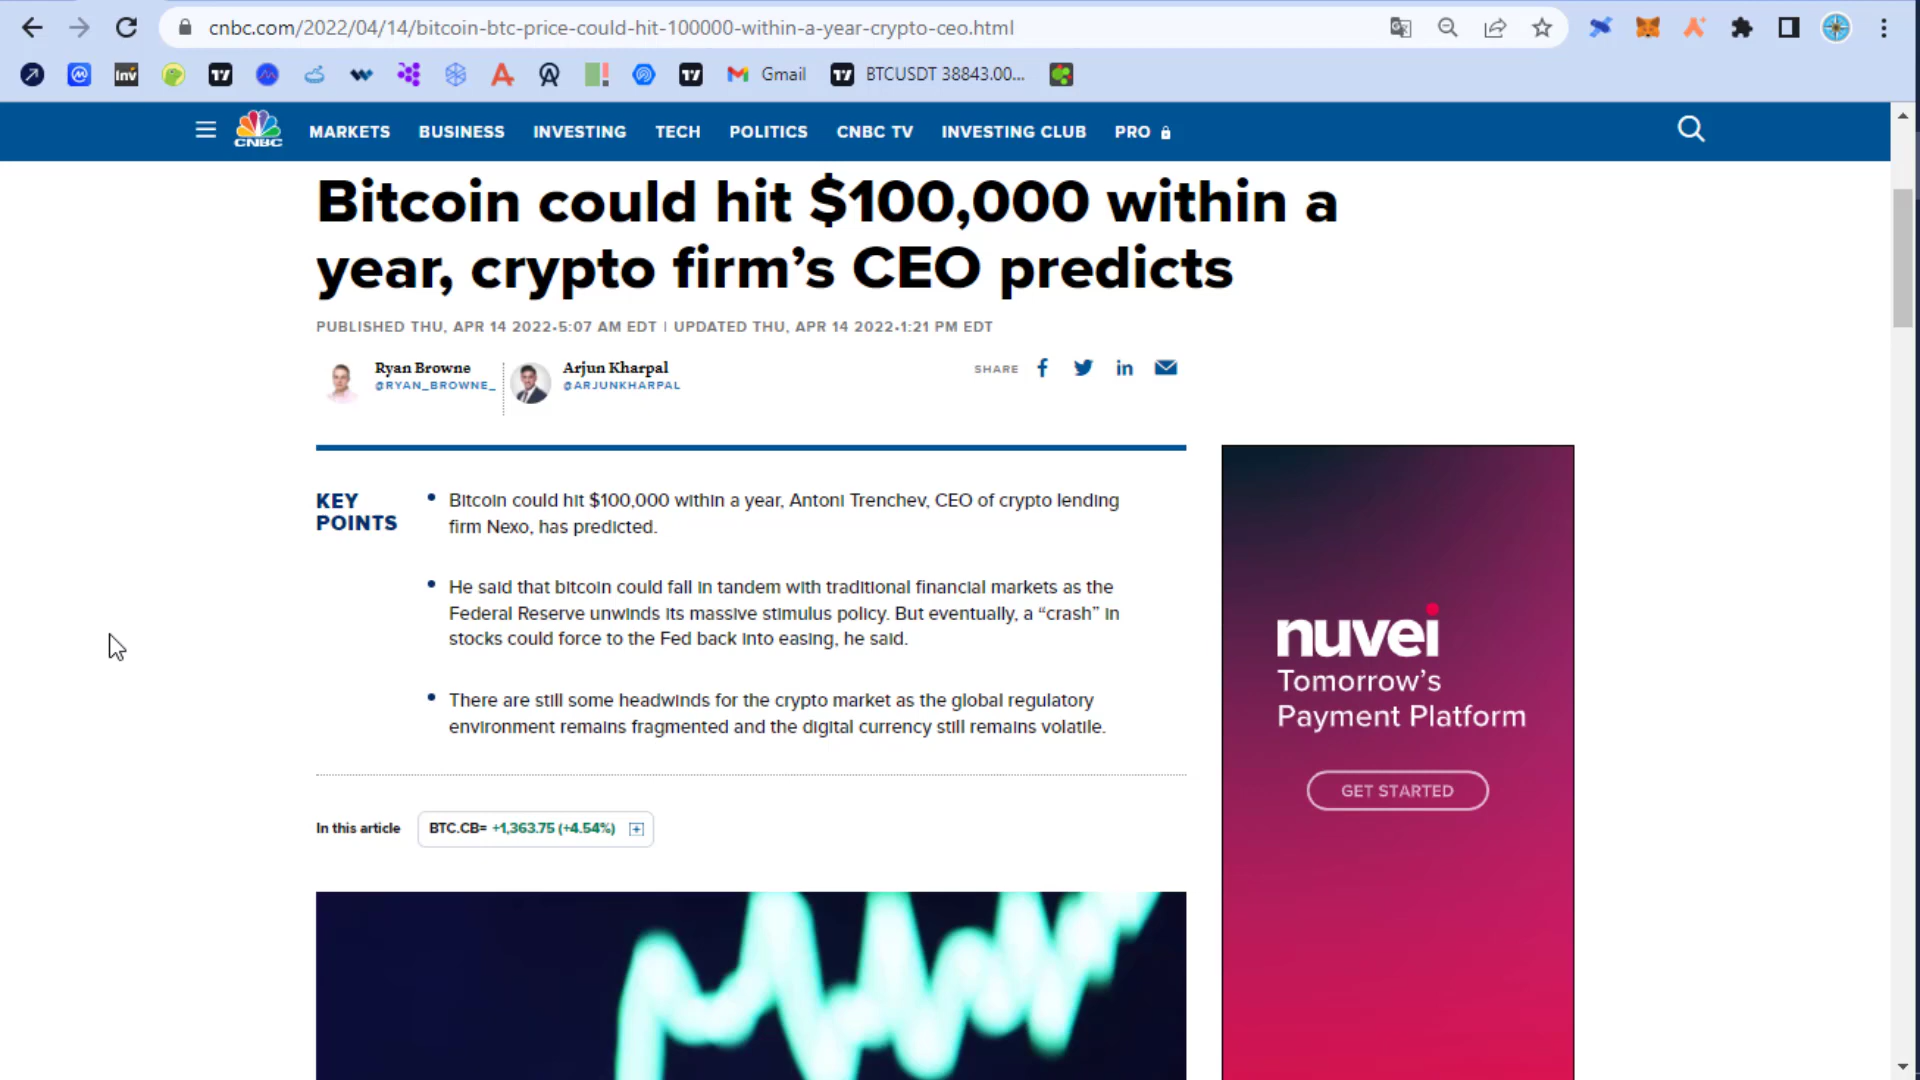 cnbc.com/2022/04/14/bitcoin-btc-price-could-hit-100000-within-a-year-crypto-ceo.html
Inv
Gmail
BTCUSDT 38843.00...
CNBC
MARKETS BUSINESS INVESTING TECH POLITICS CNBC TV INVESTING CLUB PRO
Bitcoin could hit $100,000 within a
year, crypto firm’s CEO predicts
PUBLISHED THU, APR 14 2022•5:07 AM EDT | UPDATED THU, APR 14 2022•1:21 PM EDT
Ryan Browne
@RYAN_BROWNE_
Arjun Kharpal
@ARJUNKHARPAL
SHARE
KEY
POINTS
Bitcoin could hit $100,000 within a year, Antoni Trenchev, CEO of crypto lending
firm Nexo, has predicted.
He said that bitcoin could fall in tandem with traditional financial markets as the
Federal Reserve unwinds its massive stimulus policy. But eventually, a “crash” in
stocks could force to the Fed back into easing, he said.
There are still some headwinds for the crypto market as the global regulatory
environment remains fragmented and the digital currency still remains volatile.
In this article
BTC.CB= +1,363.75 (+4.54%)
nuvei
Tomorrow’s
Payment Platform
GET STARTED